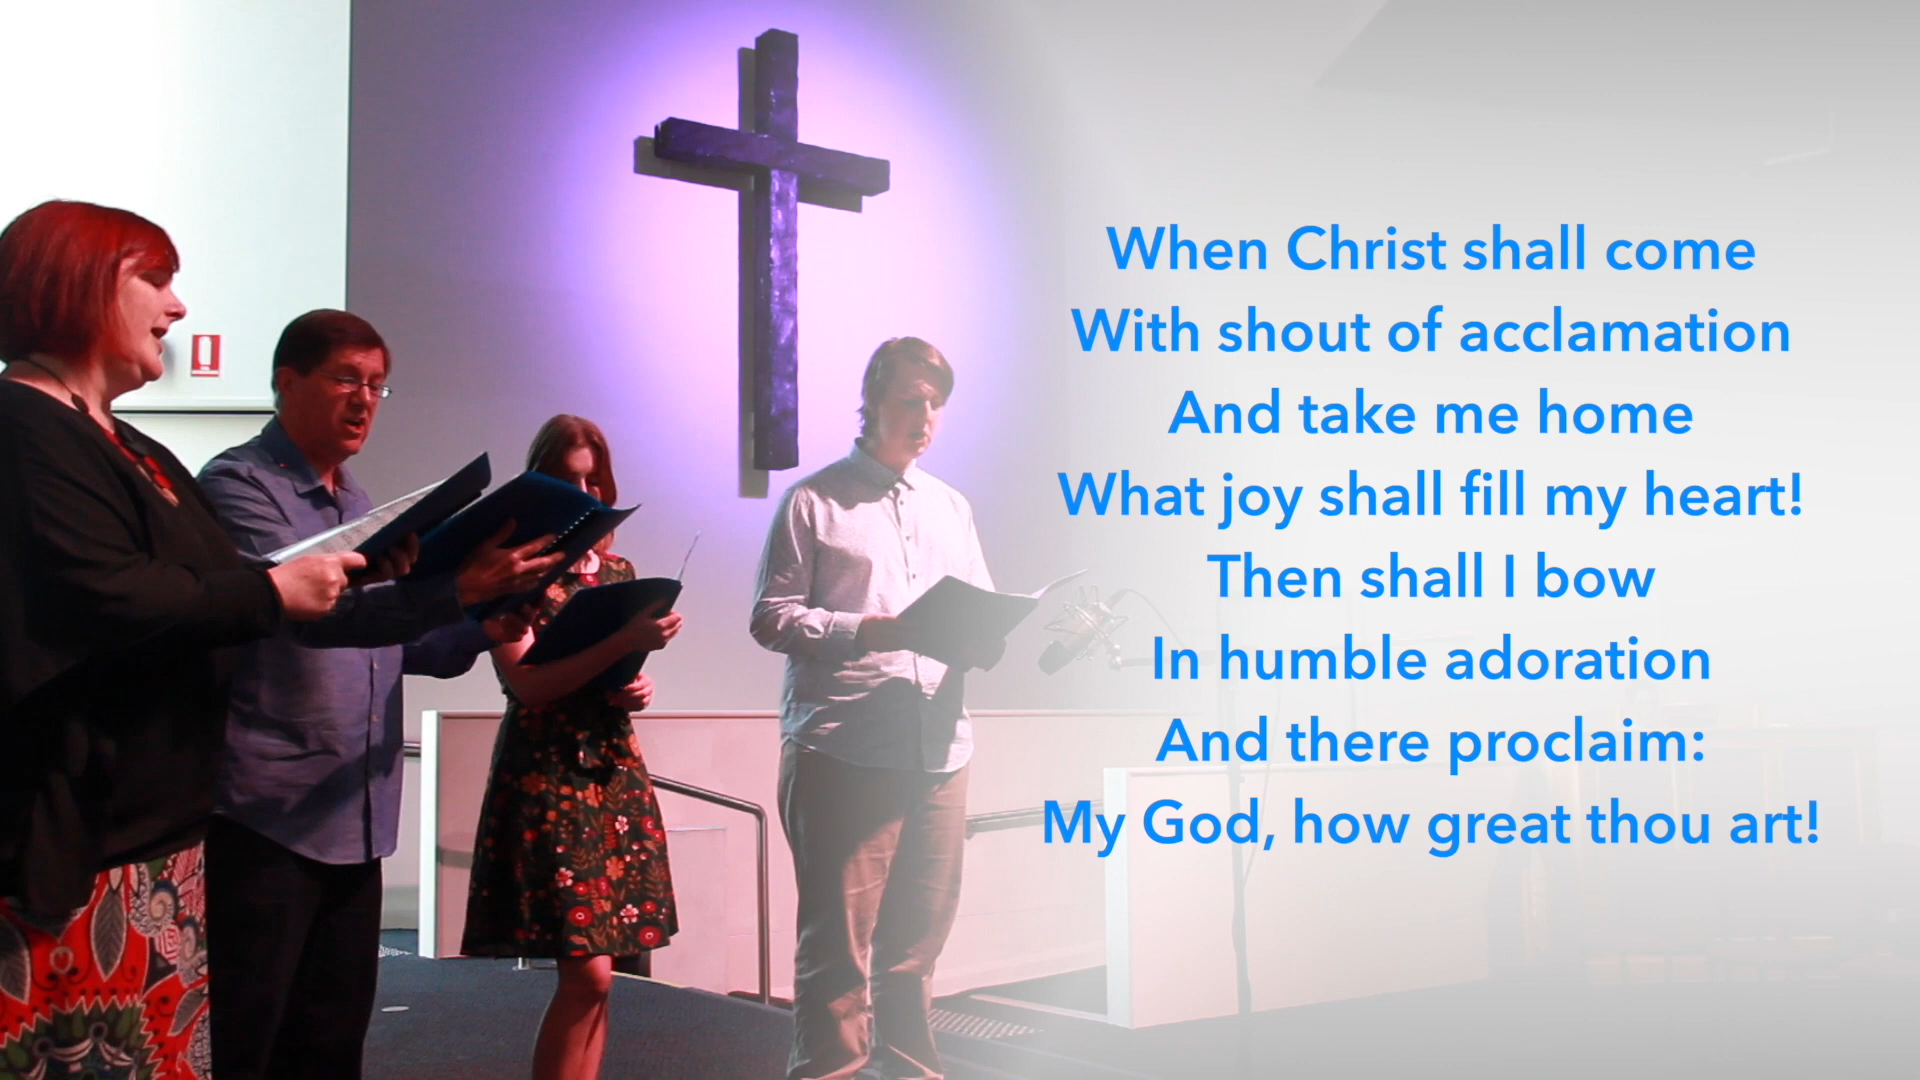 When Christ shall come
With shout of acclamation
And take me home
What joy shall fill my heart!
Then shall I bow
In humble adoration
And there proclaim:
My God, how great thou art!